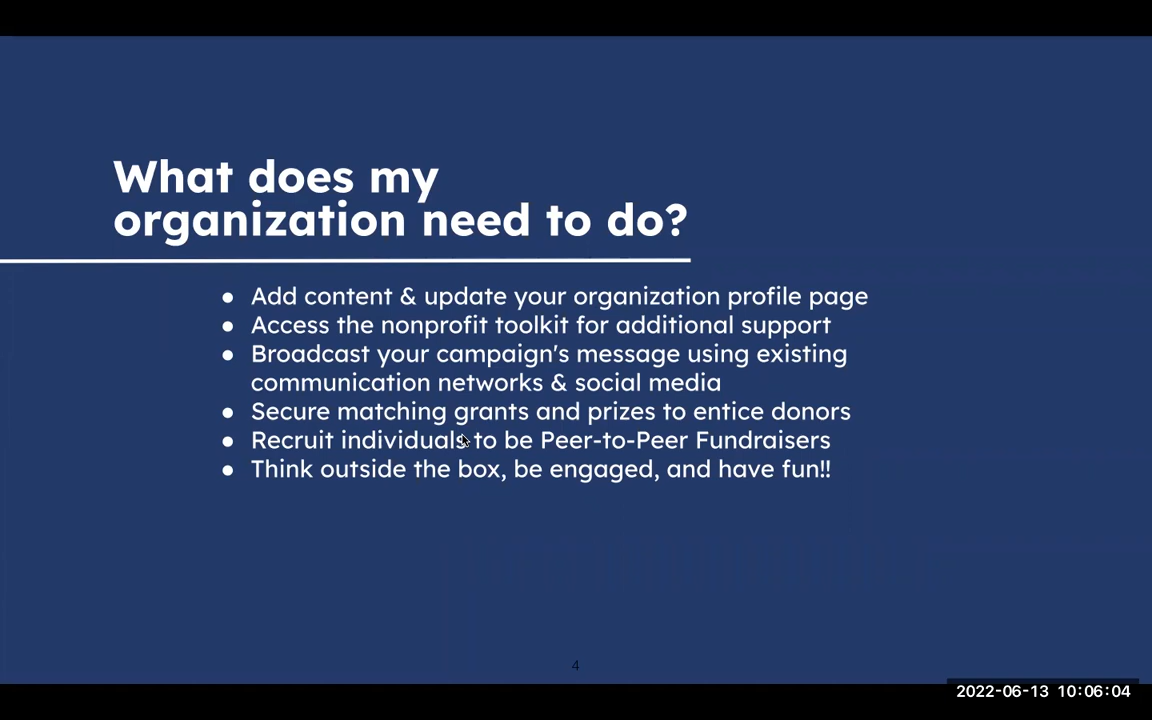 What does my
organization need to do?
● Add content & update your organization profile page
● Access the nonprofit toolkit for additional support
● Broadcast your campaign's message using existing
communication networks & social media
● Secure matching grants and prizes to entice donors
● Recruit individuals to be Peer-to-Peer Fundraisers
● Think outside the box, be engaged, and have fun!!
4
2022-06-13 10:06:04